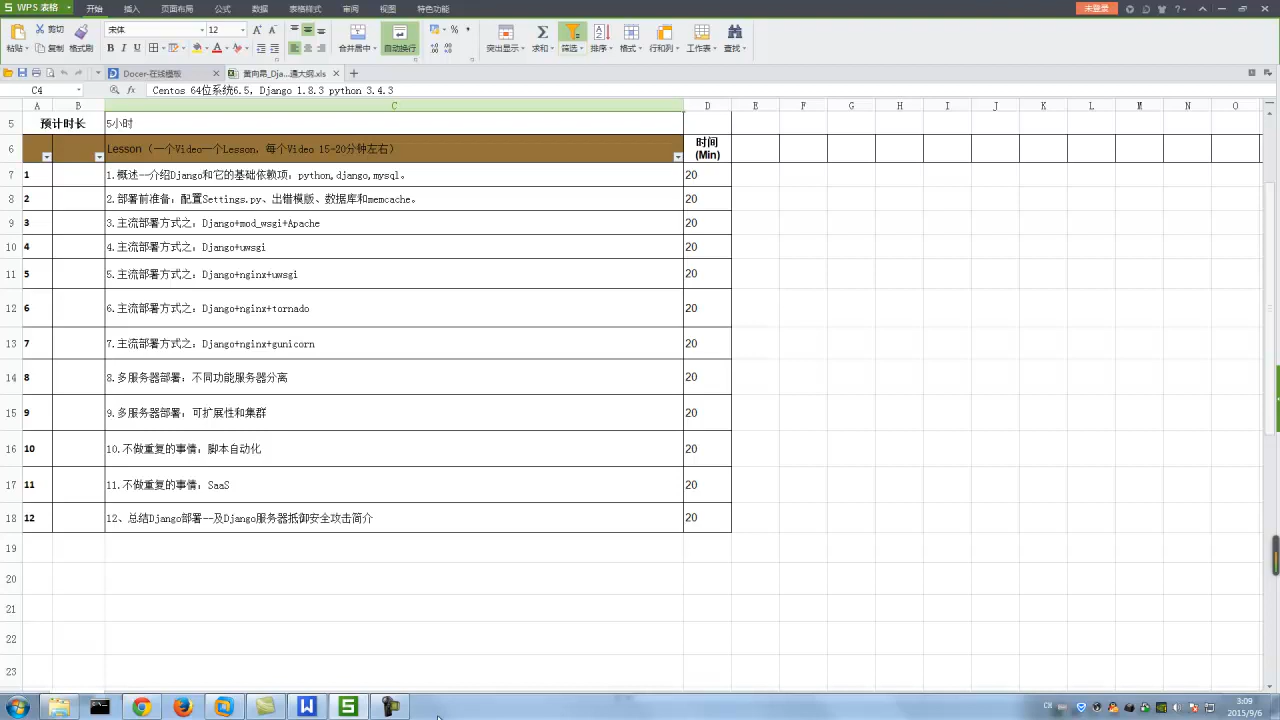 S WPS 表格
开始 插入 页面布局 公式 数据 表格样式 审阅 视图 特色功能
未登录
粘贴 剪切 复制 格式刷
宋体 12
B I U
合并居中 自动换行
突出显示 求和 筛选 排序 格式 行和列 工作表 查找
Docer-在线模板
黄向昂_Dja...遵大纲.xls
C4 fx Centos 64位系统6.5, Django 1.8.3 python 3.4.3
A B C D E F G H I J K L M N O
5 预计时长 5小时
6 Lesson（一个Video一个Lesson，每个Video 15-20分钟左右） 时间
(Min)
7 1 1.概述--介绍Django和它的基础依赖项：python,django,mysql。 20
8 2 2.部署前准备：配置Settings.py、出错模版、数据库和memcache。 20
9 3 3.主流部署方式之：Django+mod_wsgi+Apache 20
10 4 4.主流部署方式之：Django+uwsgi 20
11 5 5.主流部署方式之：Django+nginx+uwsgi 20
12 6 6.主流部署方式之：Django+nginx+tornado 20
13 7 7.主流部署方式之：Django+nginx+gunicorn 20
14 8 8.多服务器部署：不同功能服务器分离 20
15 9 9.多服务器部署：可扩展性和集群 20
16 10 10.不做重复的事情：脚本自动化 20
17 11 11.不做重复的事情：SaaS 20
18 12 12、总结Django部署--及Django服务器抵御安全攻击简介 20
19
20
21
22
23
CH
3:09
2015/9/6